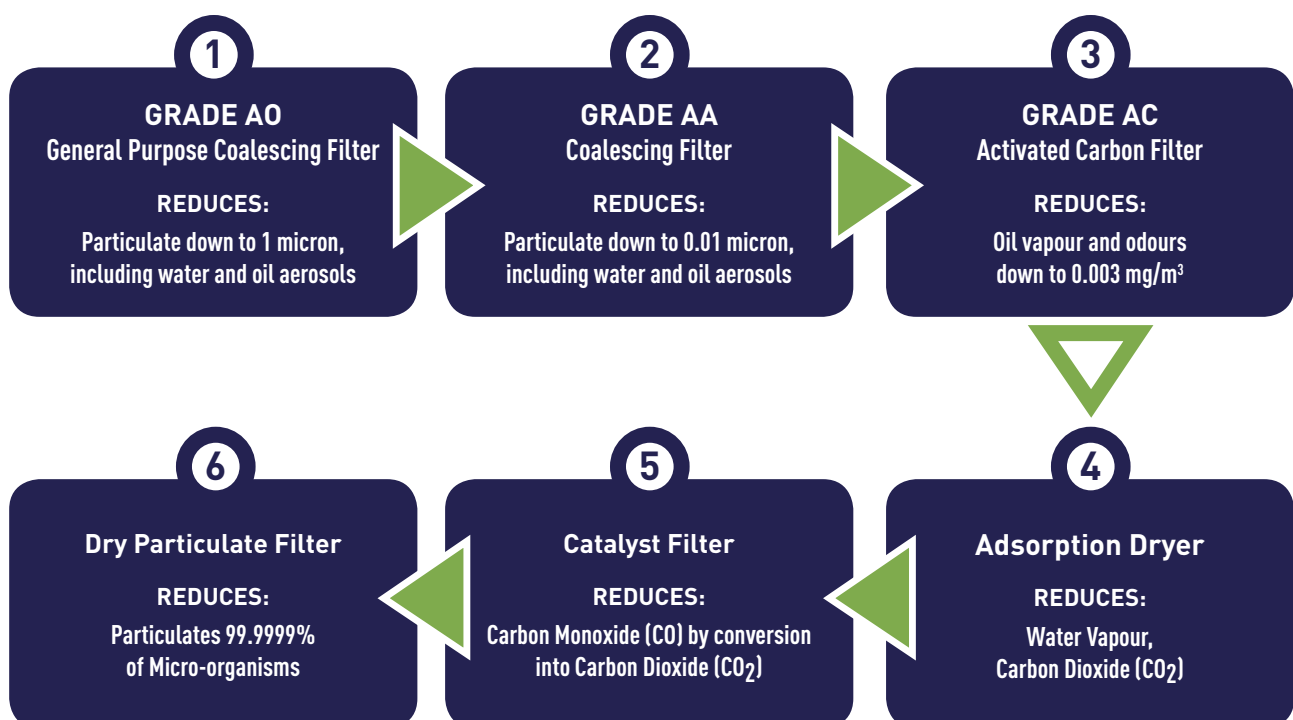 1
GRADE AO
General Purpose Coalescing Filter
REDUCES:
Particulate down to 1 micron,
including water and oil aerosols
2
GRADE AA
Coalescing Filter
REDUCES:
Particulate down to 0.01 micron,
including water and oil aerosols
3
GRADE AC
Activated Carbon Filter
REDUCES:
Oil vapour and odours
down to 0.003 mg/m³
4
Adsorption Dryer
REDUCES:
Water Vapour,
Carbon Dioxide (CO₂)
5
Catalyst Filter
REDUCES:
Carbon Monoxide (CO) by conversion
into Carbon Dioxide (CO₂)
6
Dry Particulate Filter
REDUCES:
Particulates 99.9999%
of Micro-organisms